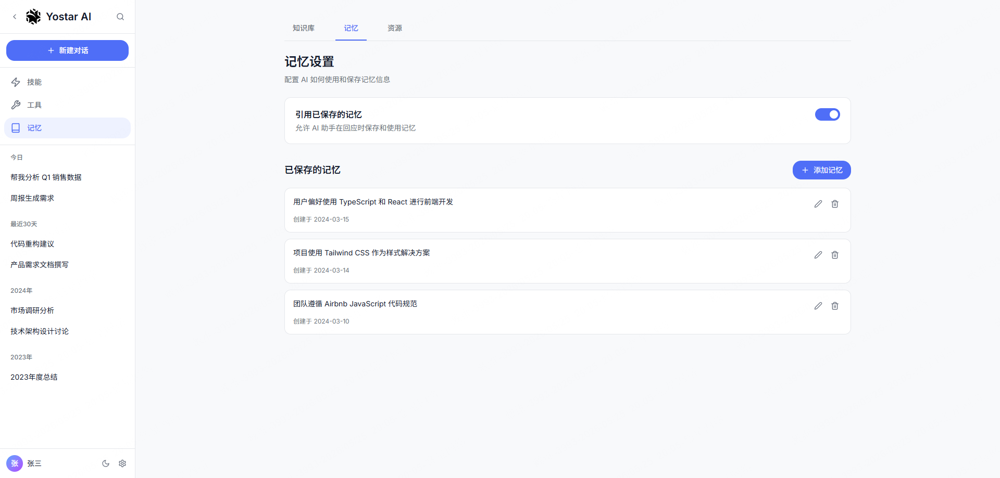 Yostar AI
新建对话
技能
工具
记忆
今日
帮我分析 Q1 销售数据
周报生成需求
最近30天
代码重构建议
产品需求文档撰写
2024年
市场调研分析
技术架构设计讨论
2023年
2023年度总结
张 张三
知识库 记忆 资源
记忆设置
配置 AI 如何使用和保存记忆信息
引用已保存的记忆
允许 AI 助手在回应时保存和使用记忆
已保存的记忆
添加记忆
用户偏好使用 TypeScript 和 React 进行前端开发
创建于 2024-03-15
项目使用 Tailwind CSS 作为样式解决方案
创建于 2024-03-14
团队遵循 Airbnb JavaScript 代码规范
创建于 2024-03-10